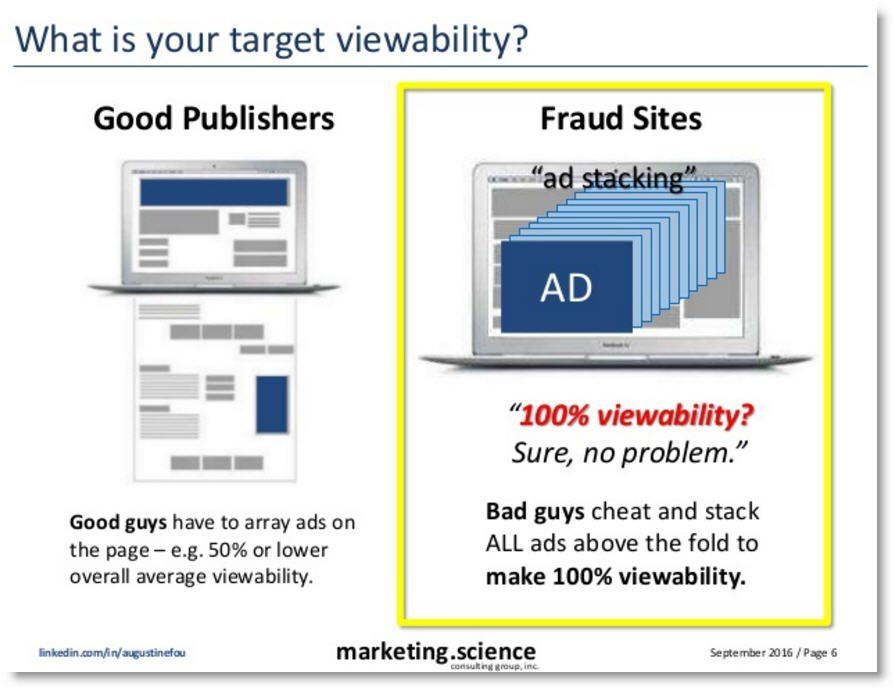 What is your target viewability?
Good Publishers
Good guys have to array ads on
the page – e.g. 50% or lower
overall average viewability.
Fraud Sites
“ad stacking”
AD
“100% viewability?
Sure, no problem.”
Bad guys cheat and stack
ALL ads above the fold to
make 100% viewability.
linkedin.com/in/augustinefou
marketing.science
consulting group, inc.
September 2016 / Page 6